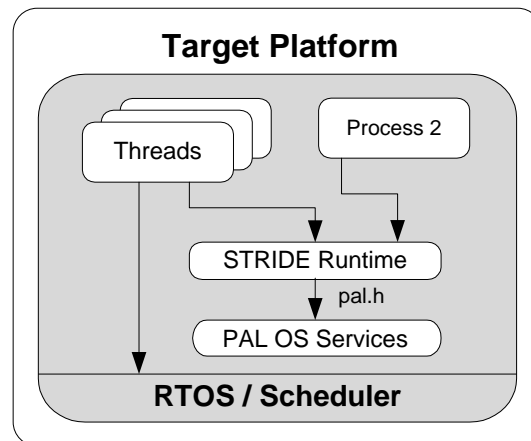 Target Platform
Threads
Process 2
STRIDE Runtime
pal.h
PAL OS Services
RTOS / Scheduler